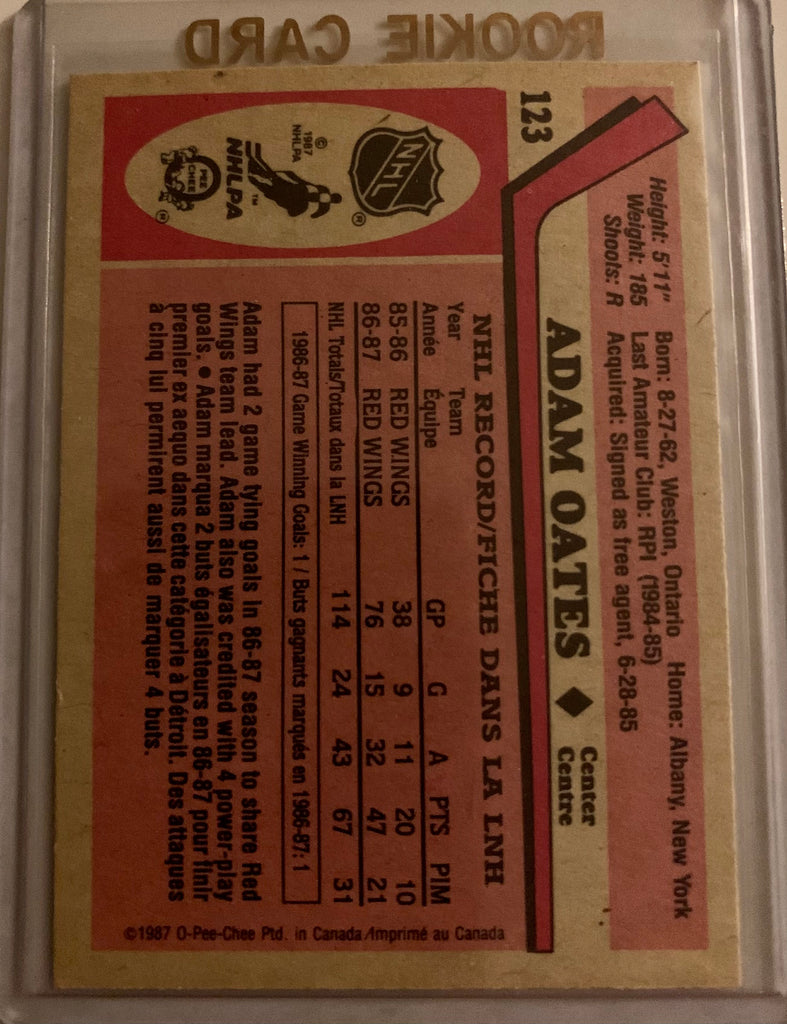 ROOKIE CARD
123
Height: 5'11"
Weight: 185
Shoots: R
Born: 8-27-62, Weston, Ontario Home: Albany, New York
Last Amateur Club: RPI (1984-85)
Acquired: Signed as free agent, 6-28-85
ADAM OATES ♦ Center
Centre
NHL RECORD/FICHE DANS LA LNH
Year Team
Année Équipe GP G A PTS PIM
85-86 RED WINGS 38 9 11 20 10
86-87 RED WINGS 76 15 32 47 21
NHL Totals/Totaux dans la LNH 114 24 43 67 31
1986-87 Game Winning Goals: 1 / Buts gagnants marqués en 1986-87: 1
Adam had 2 game tying goals in 86-87 season to share Red
Wings team lead. Adam also was credited with 4 power-play
goals. ● Adam marqua 2 buts égalisateurs en 86-87 pour finir
premier ex aequo dans cette catégorie à Détroit. Des attaques
à cinq lui permirent aussi de marquer 4 buts.
NHL ®
© 1987
NHLPA
NHLPA ™
O PEE CHEE ®
©1987 O-Pee-Chee Ptd. in Canada/Imprimé au Canada